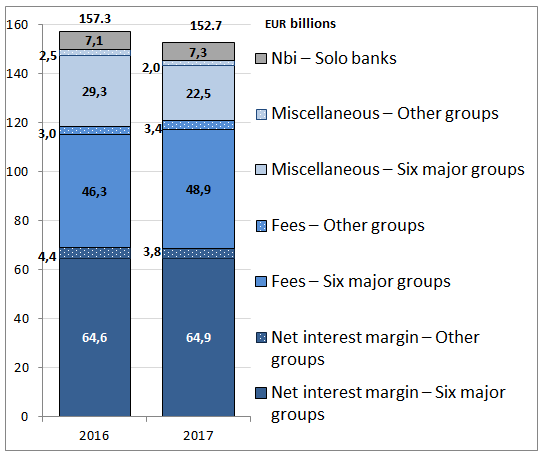 157.3
152.7
EUR billions
160
140
120
100
80
60
40
20
0
7,1
2,5
29,3
3,0
46,3
4,4
64,6
7,3
2,0
22,5
3,4
48,9
3,8
64,9
2016
2017
Nbi – Solo banks
Miscellaneous – Other groups
Miscellaneous – Six major groups
Fees – Other groups
Fees – Six major groups
Net interest margin – Other
groups
Net interest margin – Six major
groups